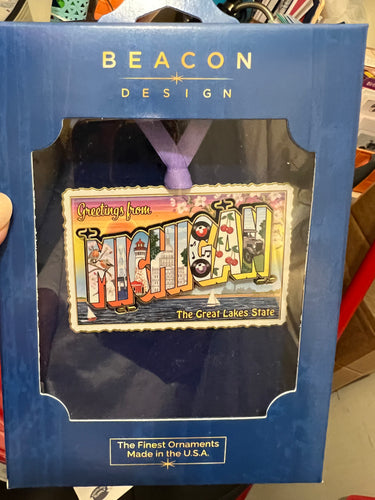 BEACON
DESIGN
Greetings from
MICHIGAN
The Great Lakes State
The Finest Ornaments
Made in the U.S.A.